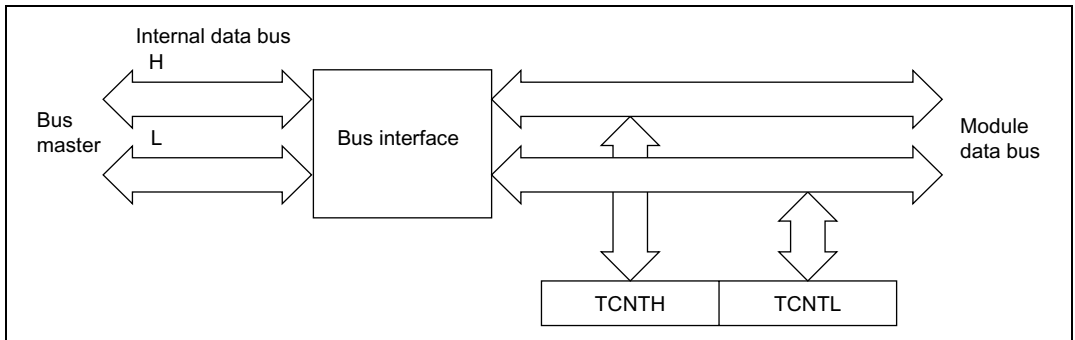 Internal data bus
H
Bus
master
L
Bus interface
Module
data bus
TCNTH
TCNTL